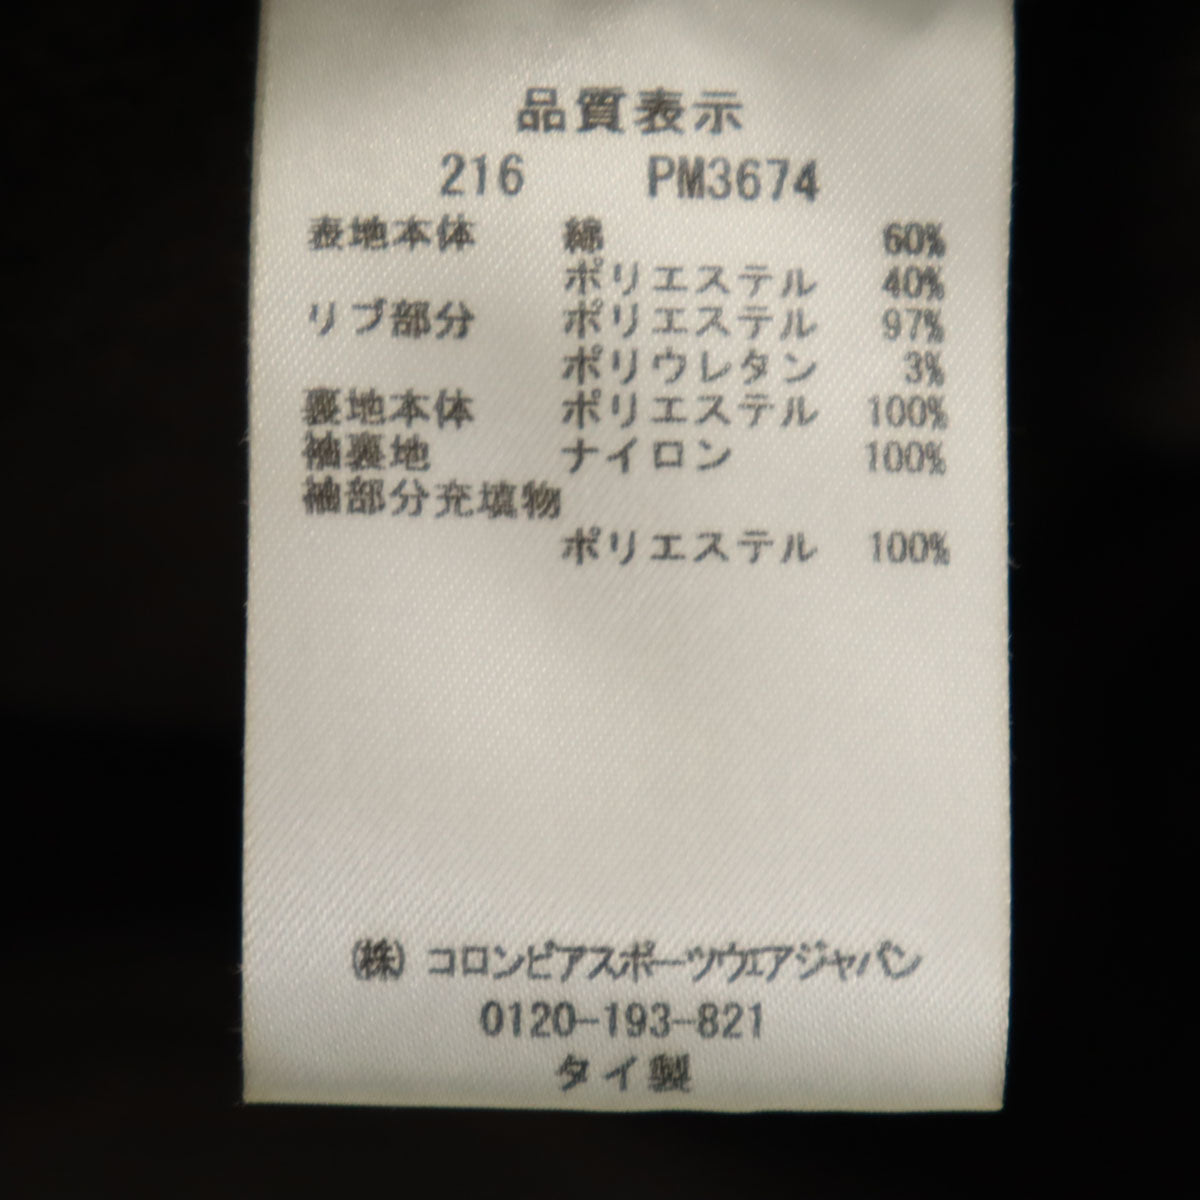 品質表示
216 PM3674
表地本体 綿 60%
ポリエステル 40%
リブ部分 ポリエステル 97%
ポリウレタン 3%
裏地本体 ポリエステル 100%
袖裏地 ナイロン 100%
袖部分充填物
ポリエステル 100%
(株) コロンビアスポーツウェアジャパン
0120-193-821
タイ製